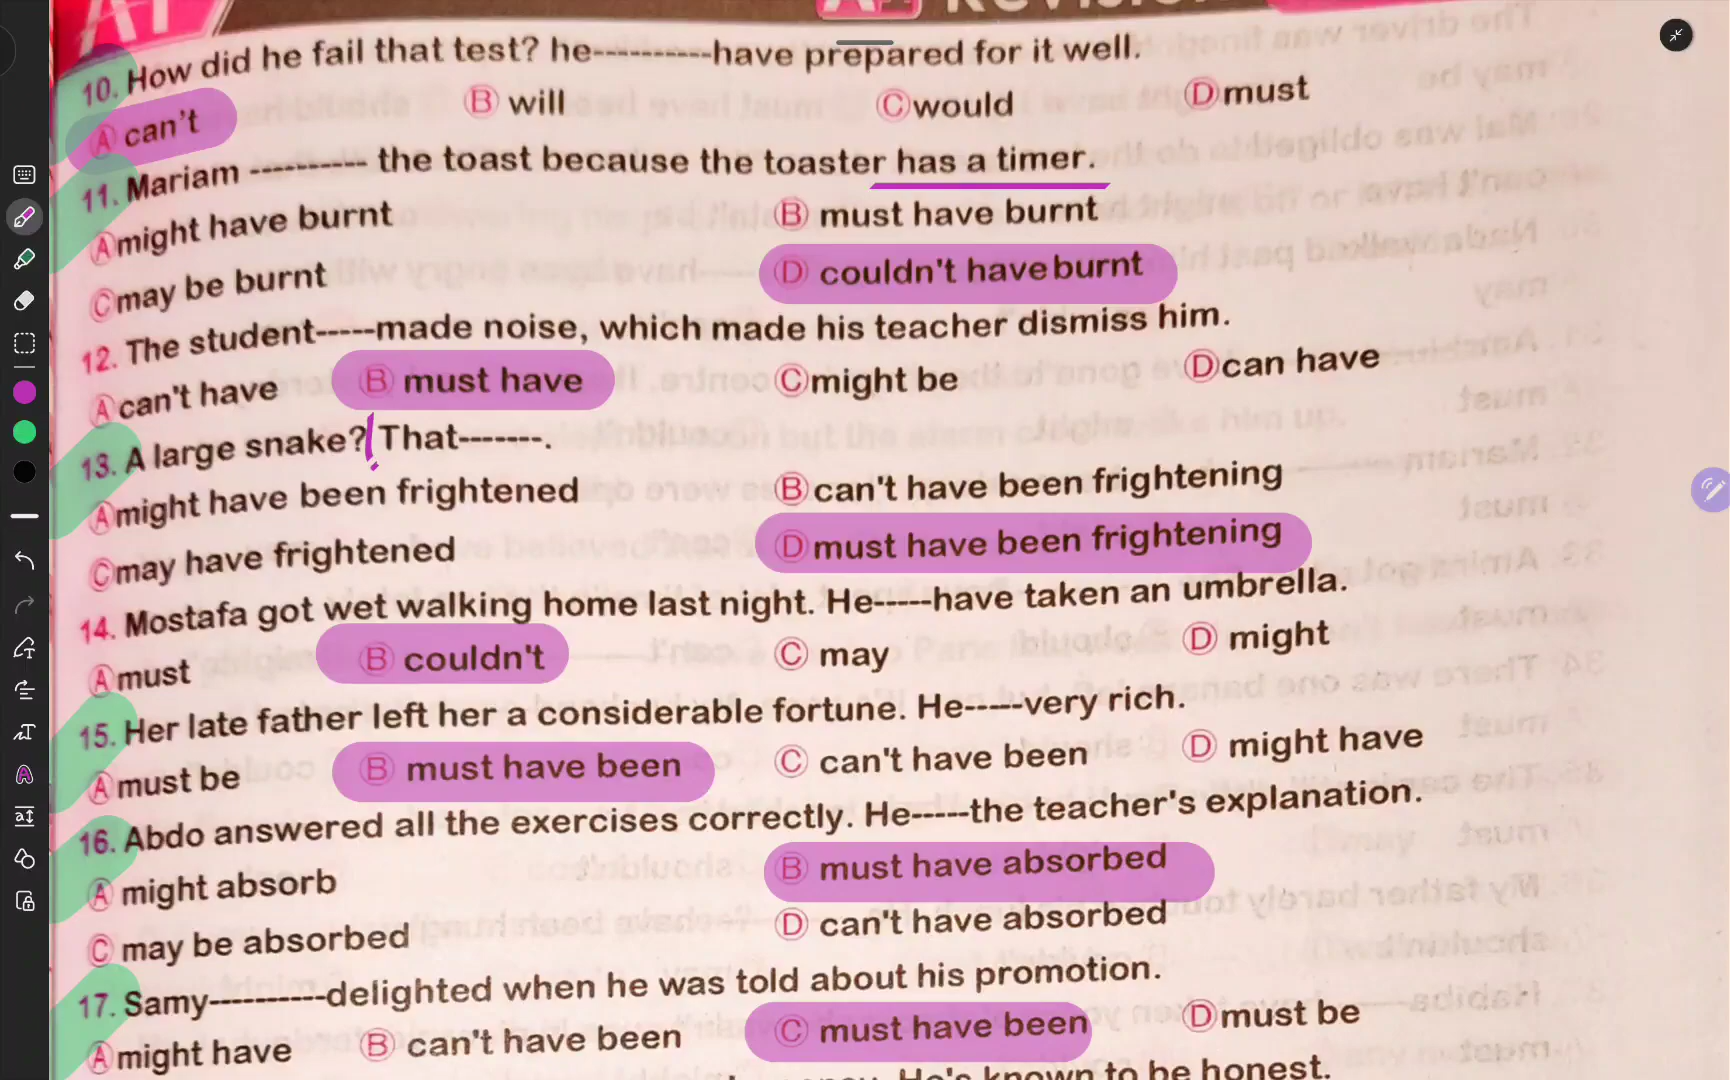 Revision
10. How did he fail that test? he----------have prepared for it well.
A can't B will C would D must
11. Mariam ---------- the toast because the toaster has a timer.
A might have burnt B must have burnt
C may be burnt D couldn't have burnt
12. The student-----made noise, which made his teacher dismiss him.
A can't have B must have C might be D can have
13. A large snake? That-------.
A might have been frightened B can't have been frightening
C may have frightened D must have been frightening
14. Mostafa got wet walking home last night. He-----have taken an umbrella.
A must B couldn't C may D might
15. Her late father left her a considerable fortune. He-----very rich.
A must be B must have been C can't have been D might have
16. Abdo answered all the exercises correctly. He-----the teacher's explanation.
A might absorb B must have absorbed
C may be absorbed D can't have absorbed
17. Samy----------delighted when he was told about his promotion.
A might have B can't have been C must have been D must be
He's known to be honest.